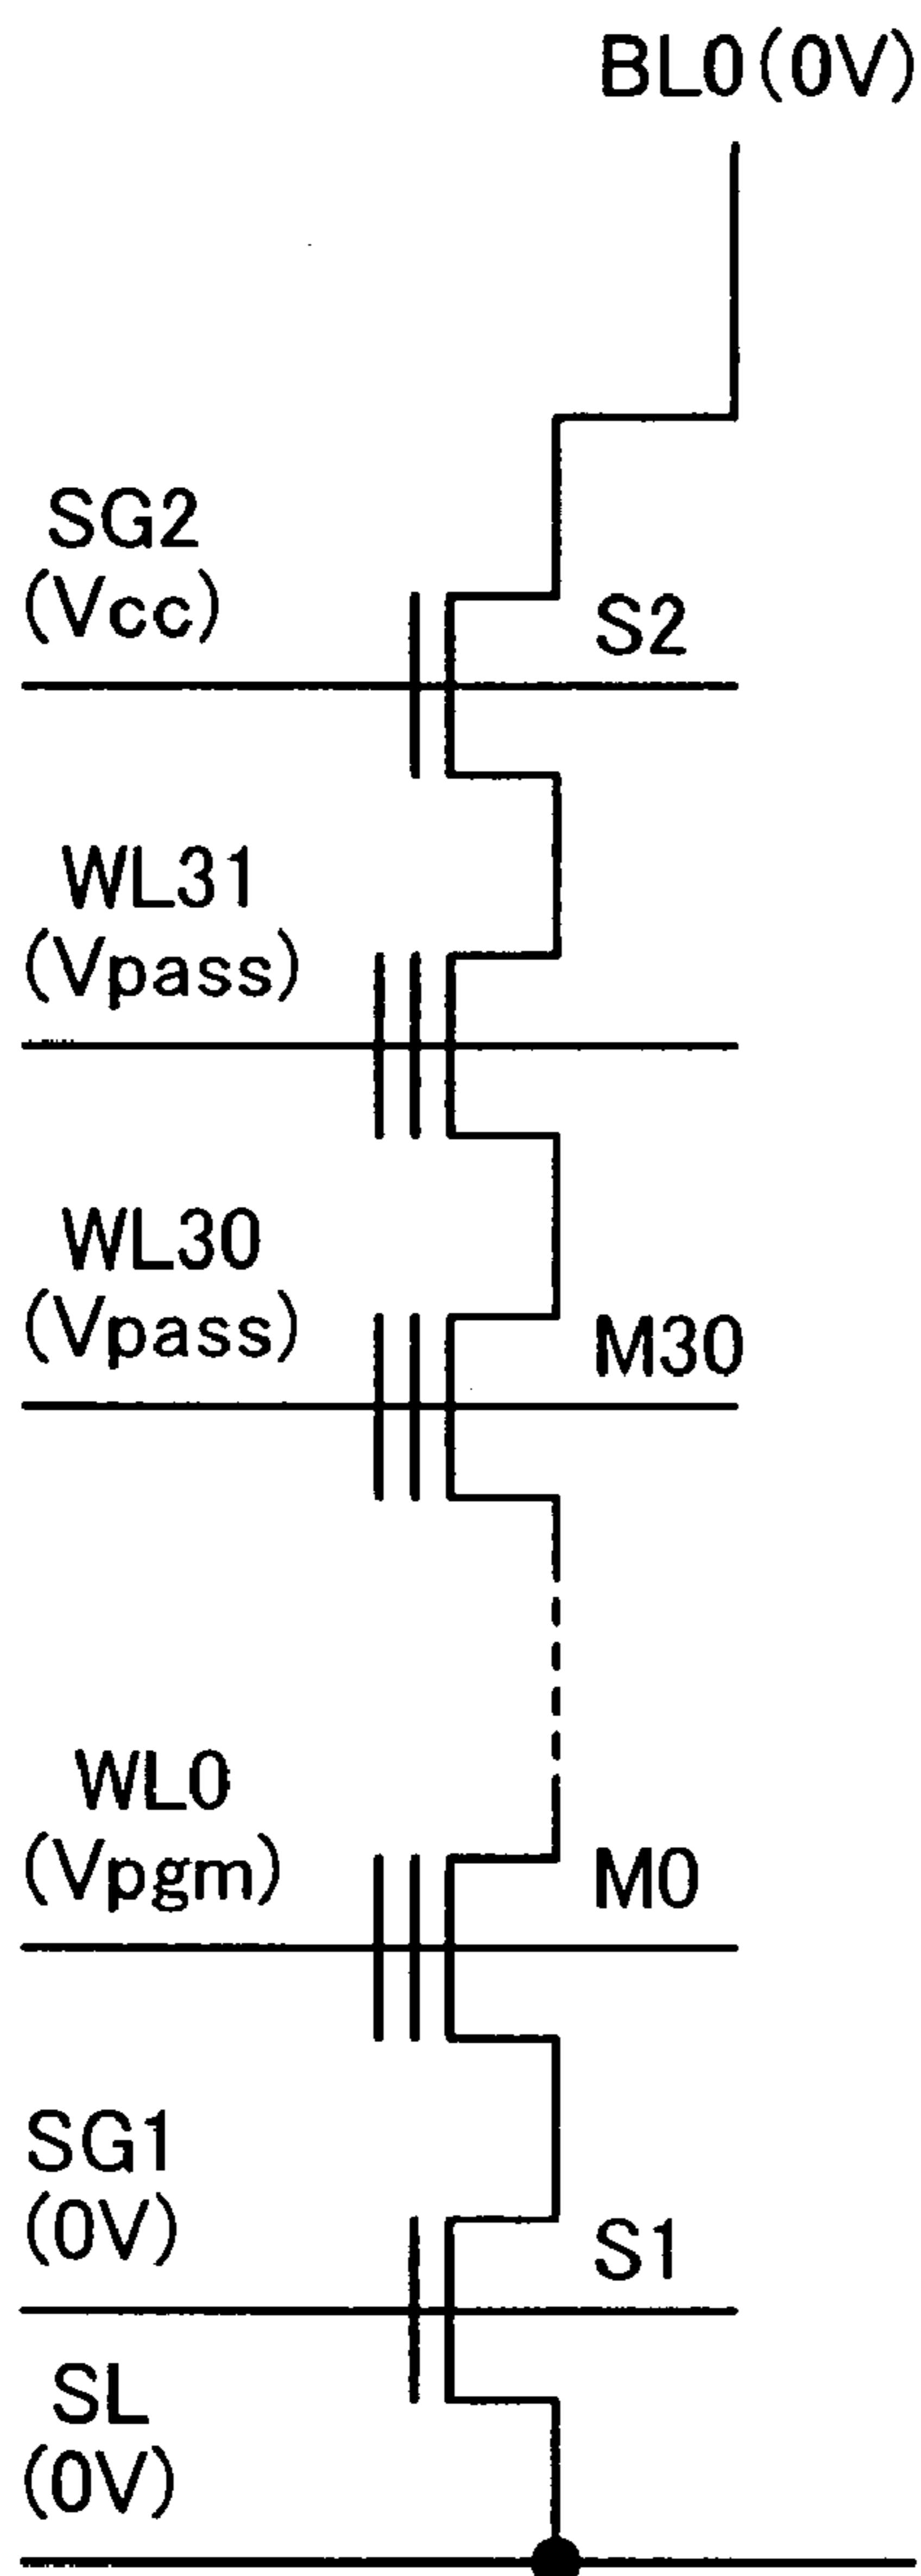 BL0(0V)
SG2
(Vcc)
S2
WL31
(Vpass)
WL30
(Vpass)
M30
WL0
(Vpgm)
M0
SG1
(0V)
S1
SL
(0V)